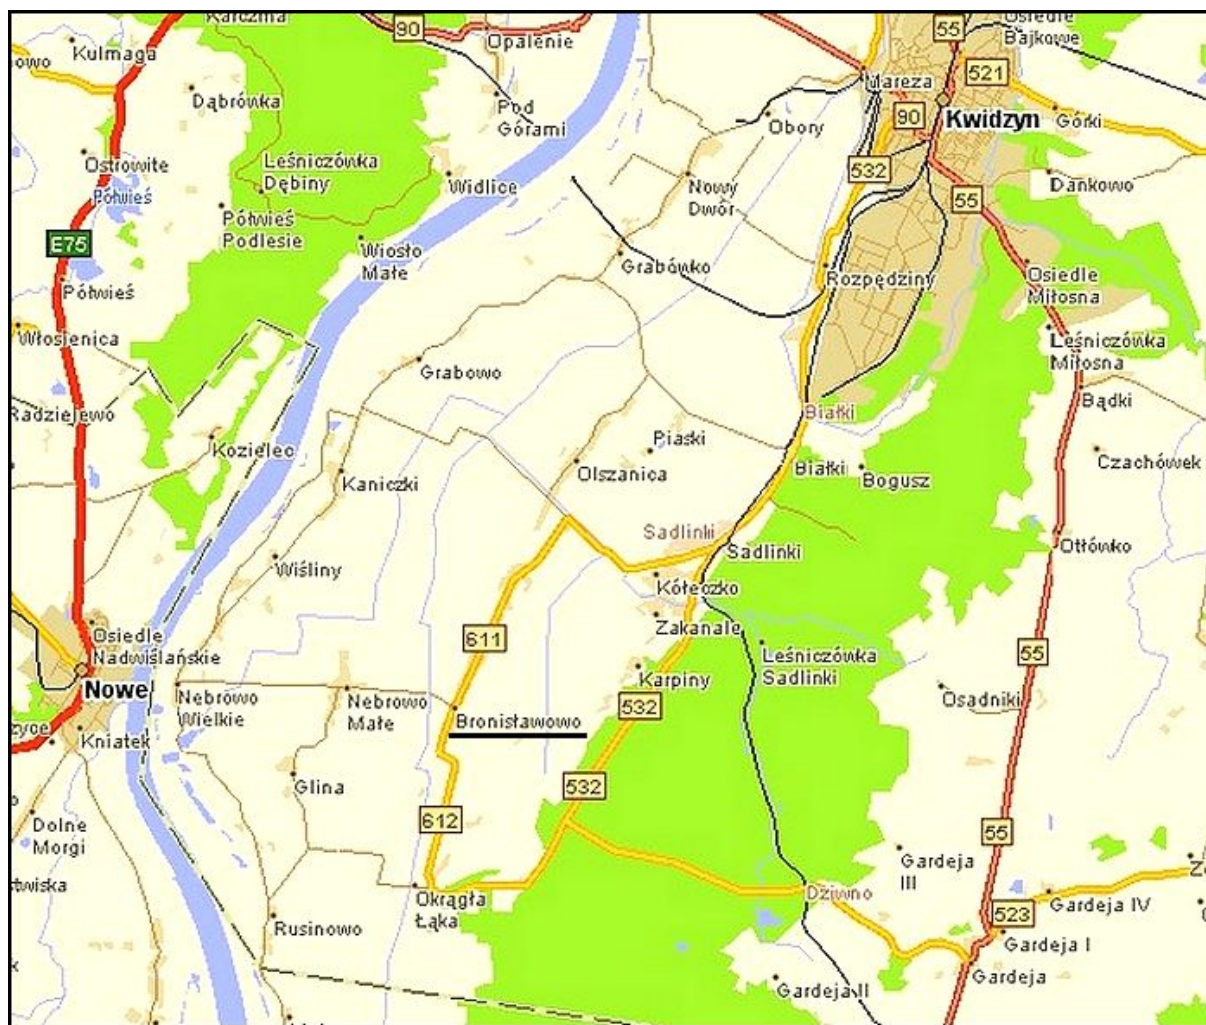 Karczma
90
Opalenie
55
Osiedle
Bajkowe
Kulmaga
owo
Mareza
521
Dąbrówka
Pod
Górami
Obory
90
Kwidzyn
Górki
Ostrowite
Półwieś
Leśniczówka
Dębiny
Widlice
Nowy
Dwór
532
Dankowo
55
Półwieś
Podlesie
E75
Wiosło
Małe
Grabówko
Rozpędziny
Osiedle
Miłosna
Półwieś
Włosienica
Leśniczówka
Miłosna
Grabowo
Bądki
Radziejewo
Białki
Kozielec
Piaski
Olszanica
Białki
Bogusz
Czachówek
Kaniczki
Sadlinki
Sadlinki
Otłówko
Wiśliny
Kółeczko
Zakanale
Osiedle
Nadwiślańskie
611
Leśniczówka
Sadlinki
55
Nowe
Nebrowo
Wielkie
Nebrowo
Małe
Karpiny
Osadniki
532
Bronisławowo
zyce
Kniatek
Glina
532
612
Dolne
Morgi
55
Gardeja
III
Okrągła
Łąka
Dziwno
Gardeja IV
twiska
523
Rusinowo
Gardeja I
Gardeja
Gardeja II